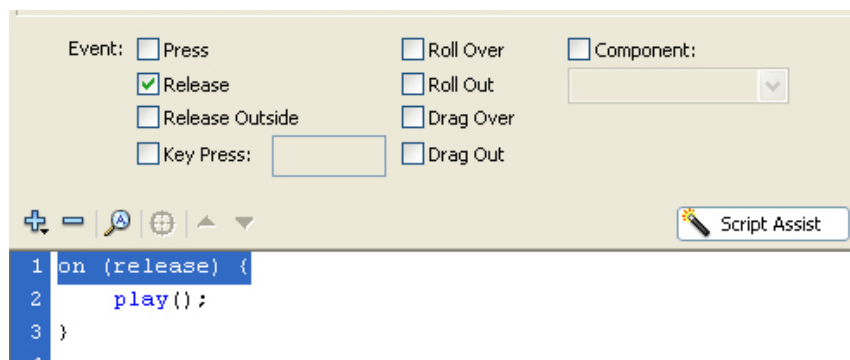 Event: Press Roll Over Component:
Release Roll Out
Release Outside Drag Over
Key Press: Drag Out
Script Assist
1 on (release) {
2 play();
3 }